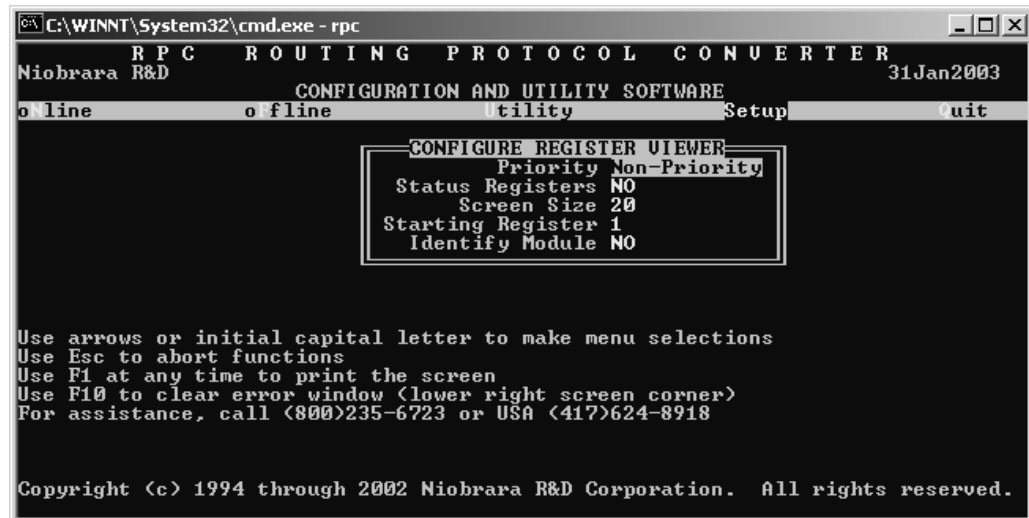 C:\WINNT\System32\cmd.exe - rpc
R P C   R O U T I N G   P R O T O C O L   C O N V E R T E R
Niobrara R&D 31Jan2003
CONFIGURATION AND UTILITY SOFTWARE
oNline oFfline Utility Setup Quit
CONFIGURE REGISTER VIEWER
Priority Non-Priority
Status Registers NO
Screen Size 20
Starting Register 1
Identify Module NO
Use arrows or initial capital letter to make menu selections
Use Esc to abort functions
Use F1 at any time to print the screen
Use F10 to clear error window (lower right screen corner)
For assistance, call (800)235-6723 or USA (417)624-8918
Copyright (c) 1994 through 2002 Niobrara R&D Corporation.  All rights reserved.